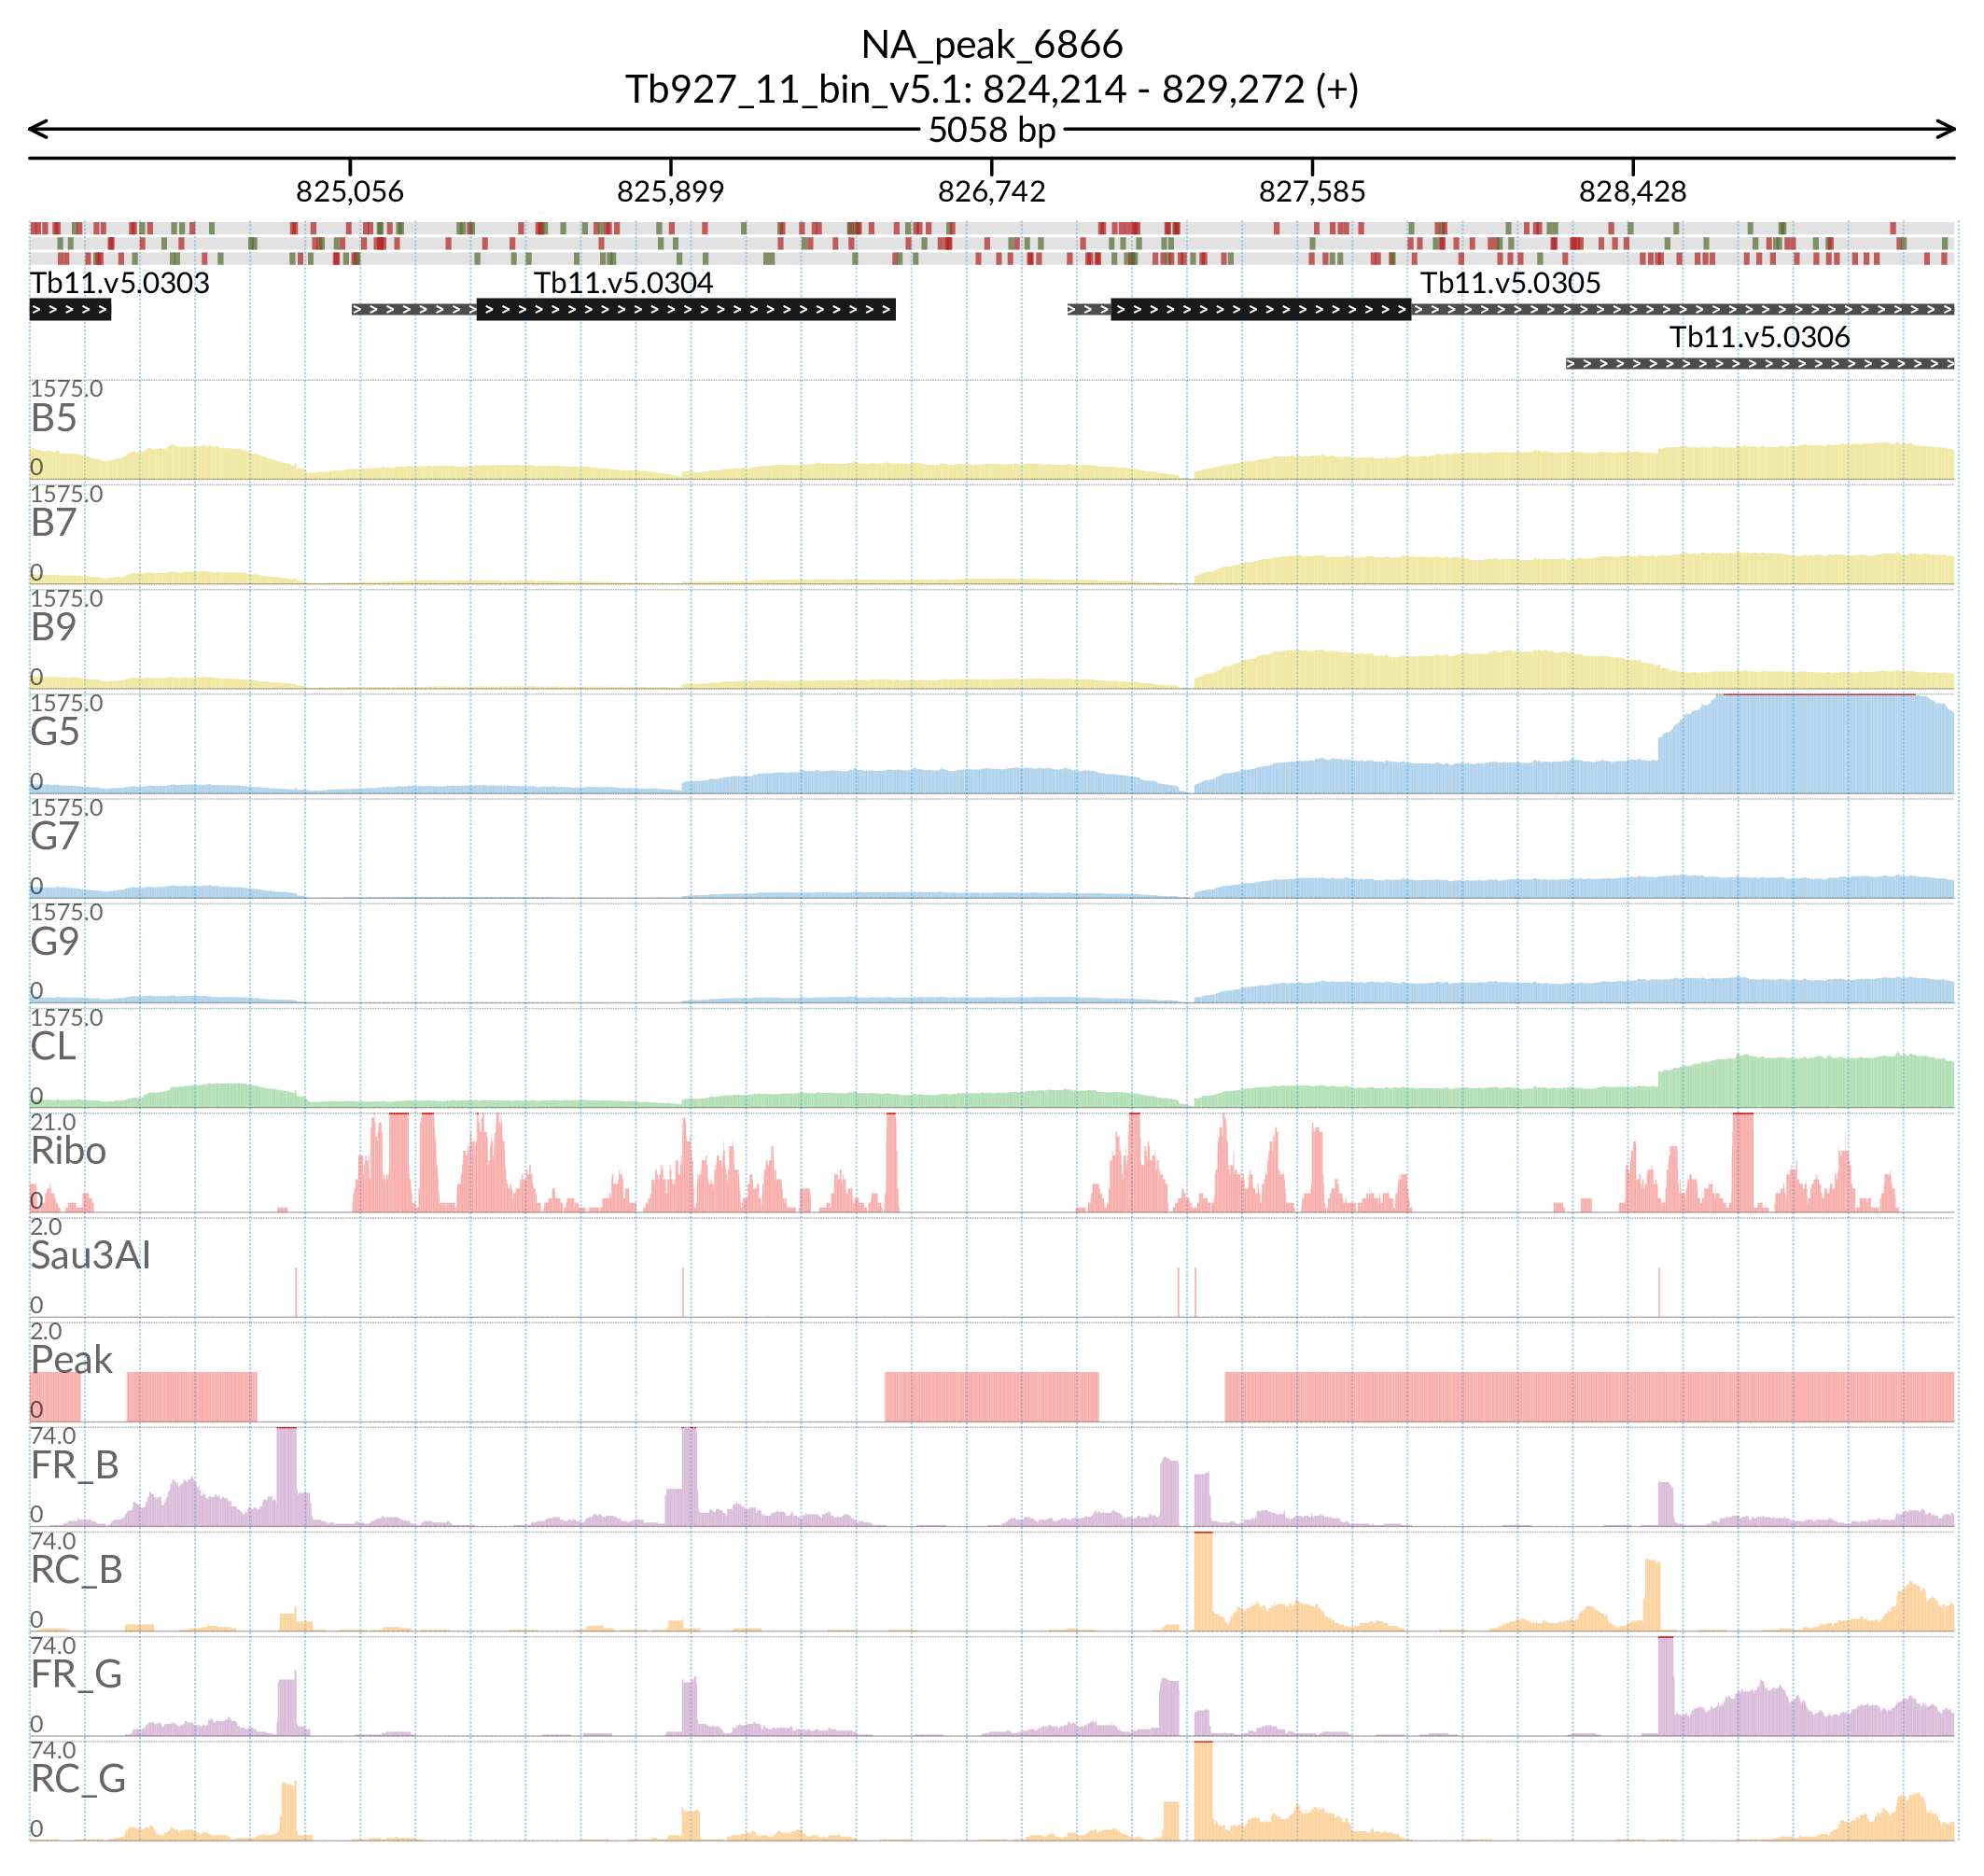 NA_peak_6866
Tb927_11_bin_v5.1: 824,214 - 829,272 (+)
5058 bp
825,056 825,899 826,742 827,585 828,428
Tb11.v5.0303 Tb11.v5.0304 Tb11.v5.0305
Tb11.v5.0306
1575.0
B5
0
1575.0
B7
0
1575.0
B9
0
1575.0
G5
0
1575.0
G7
0
1575.0
G9
0
1575.0
CL
0
21.0
Ribo
0
2.0
Sau3AI
0
2.0
Peak
0
74.0
FR_B
0
74.0
RC_B
0
74.0
FR_G
0
74.0
RC_G
0